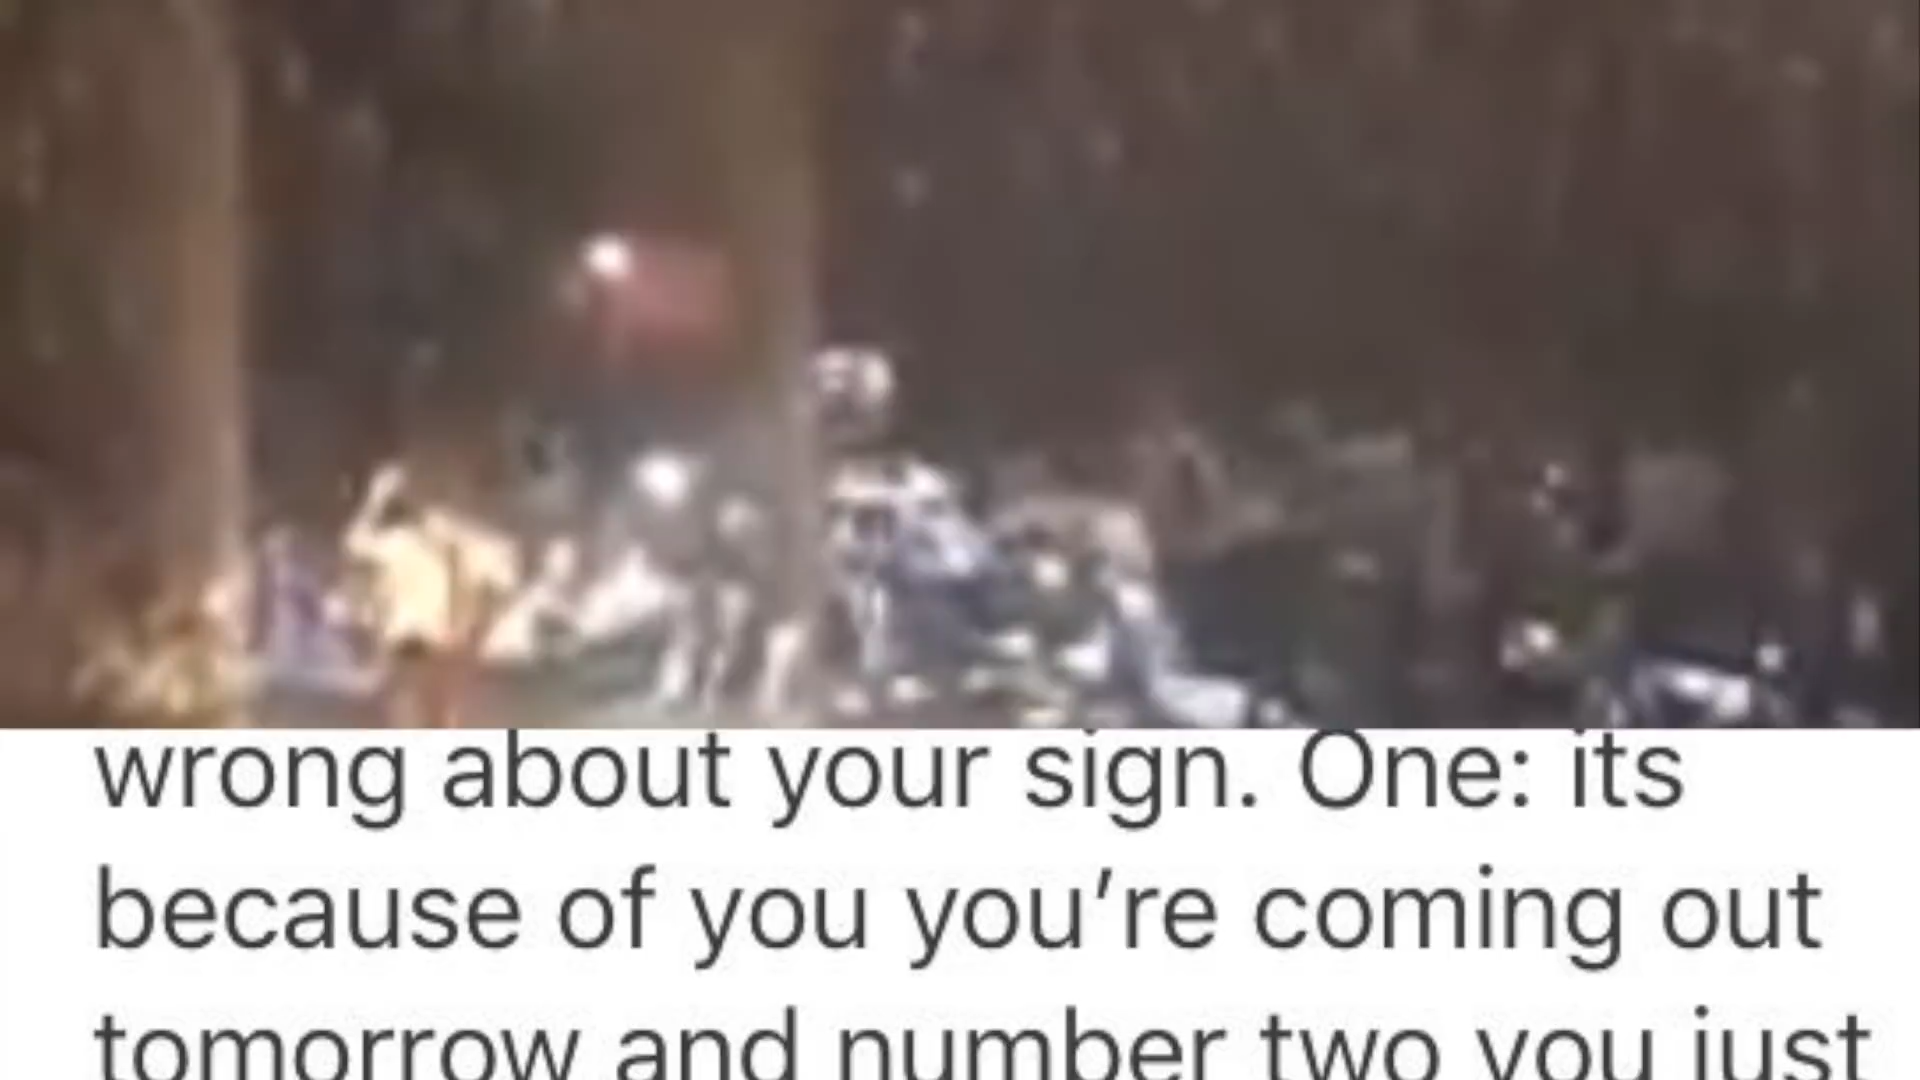 wrong about your sign. One: its
because of you you’re coming out
tomorrow and number two you just